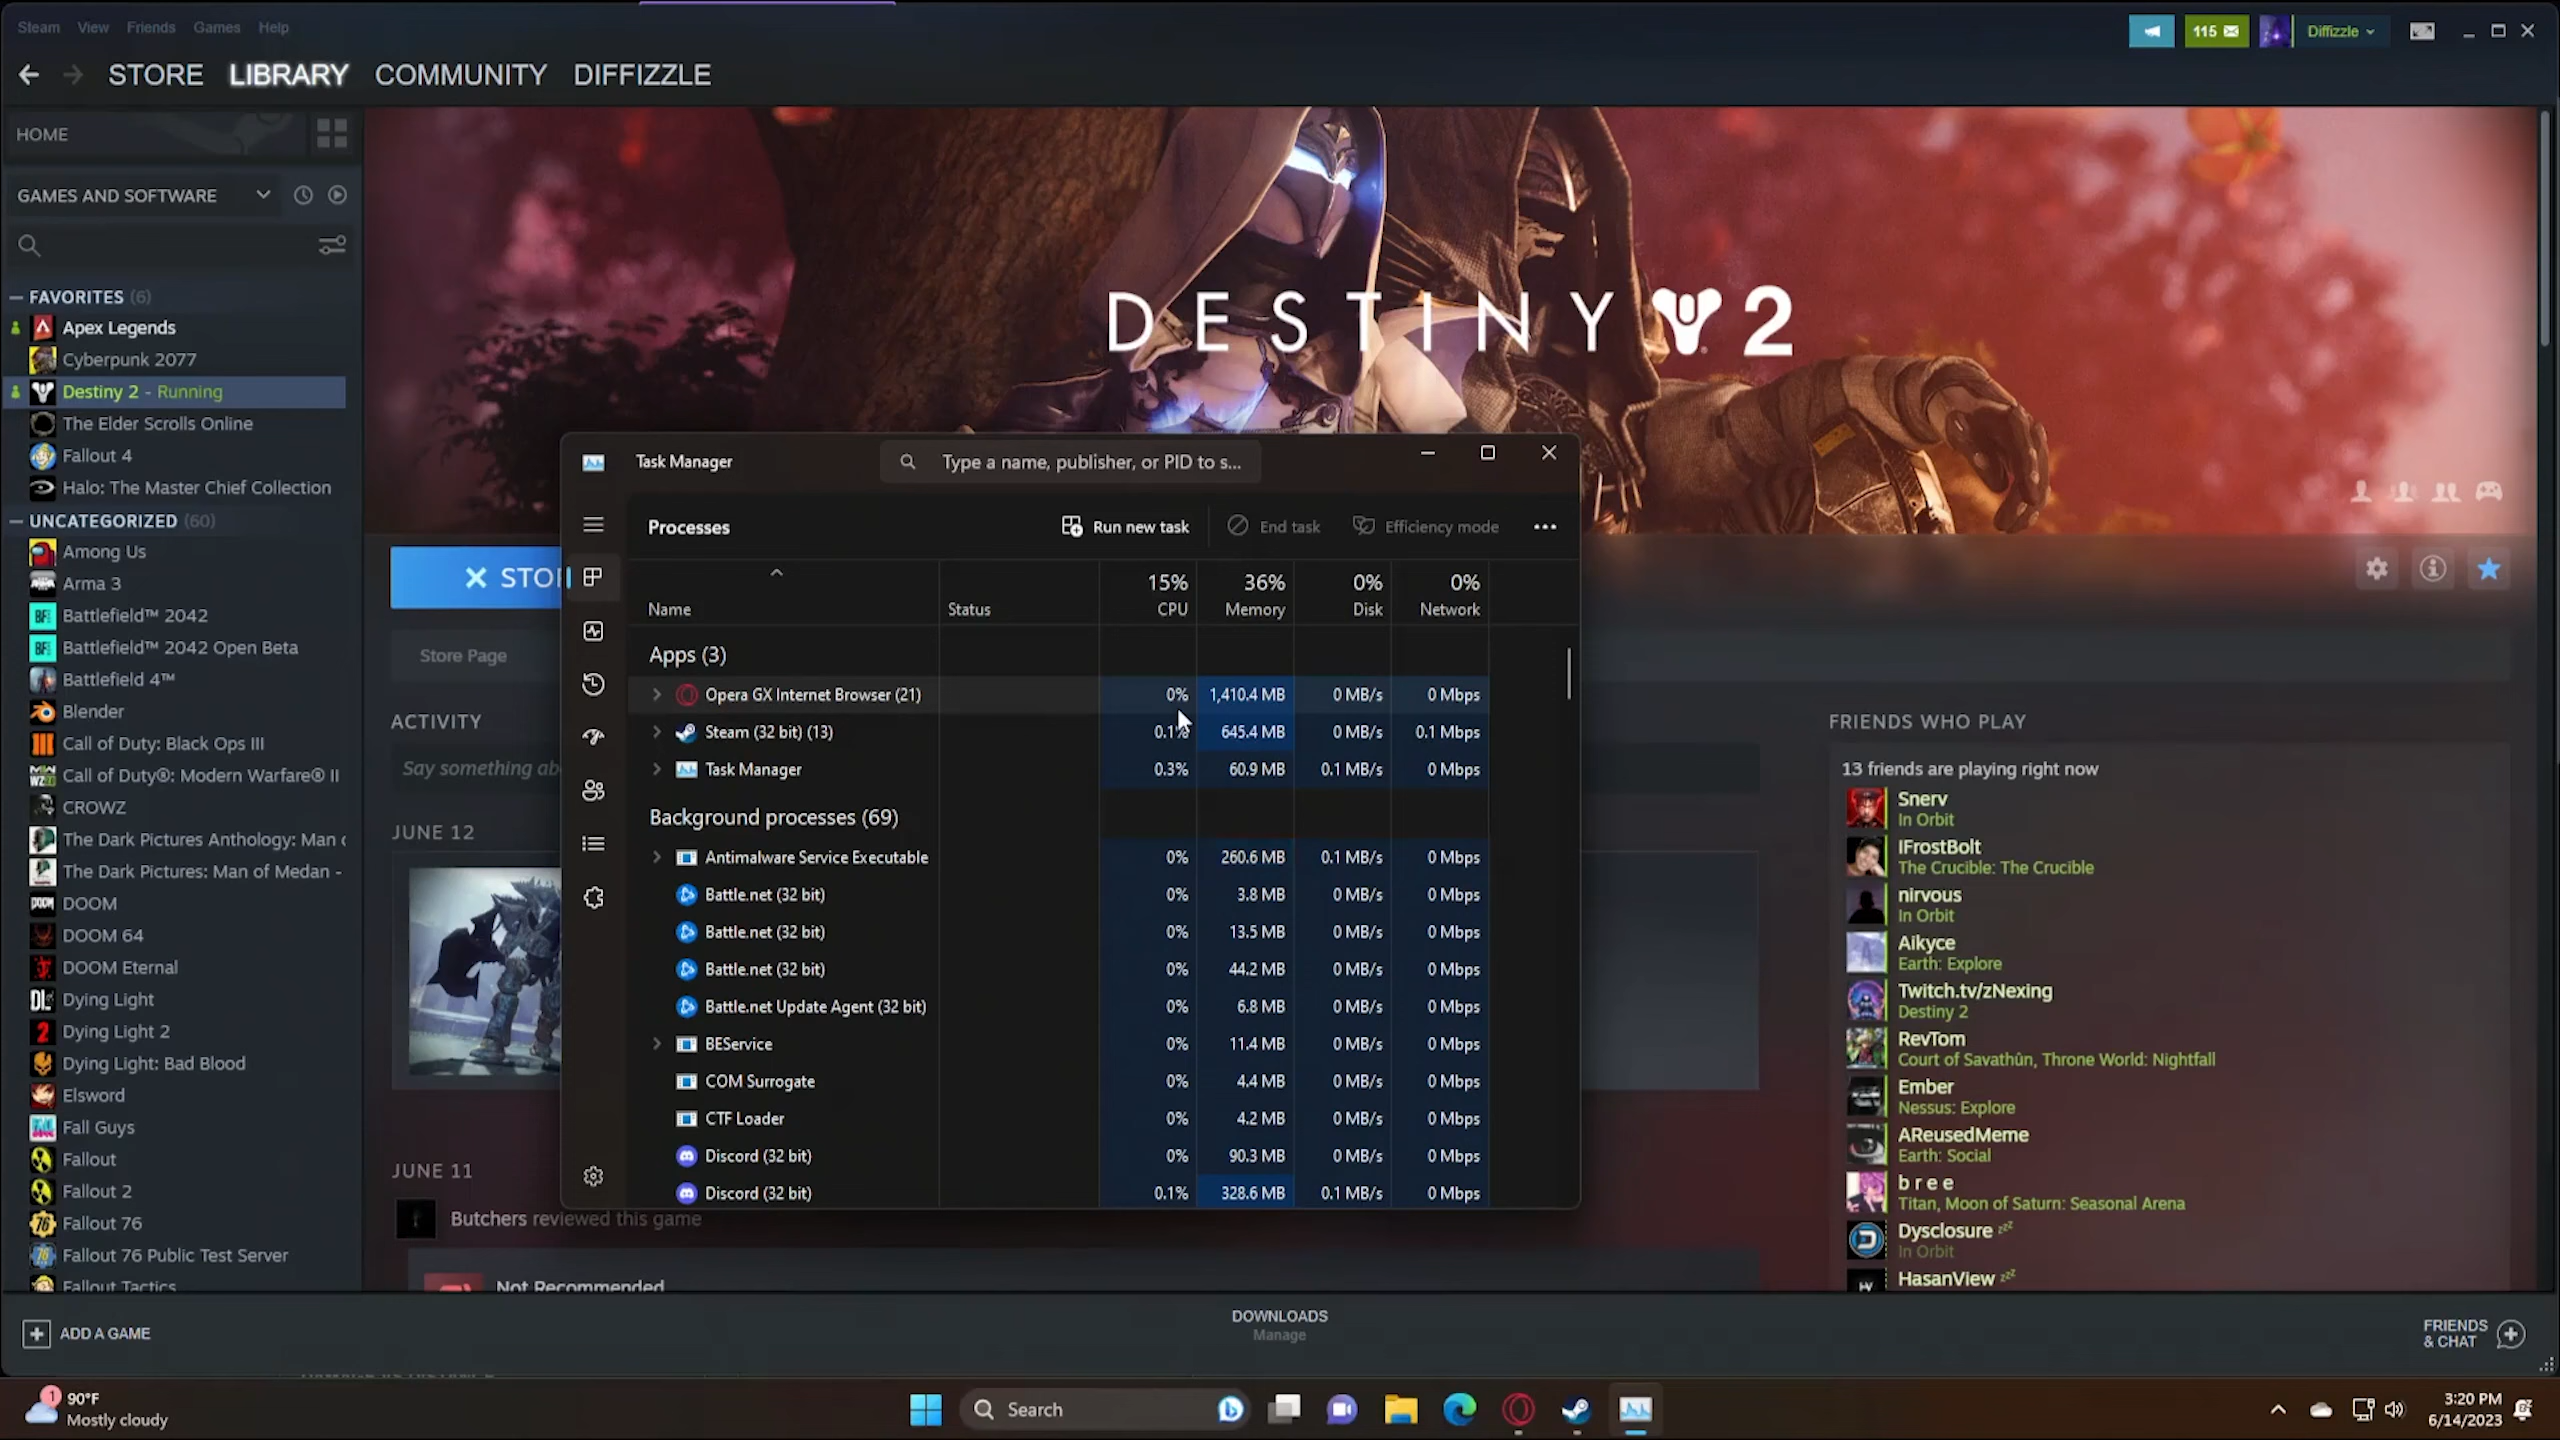 Steam View Friends Games Help
115
Diffizzle
STORE LIBRARY COMMUNITY DIFFIZZLE
HOME
GAMES AND SOFTWARE
— FAVORITES (6)
Apex Legends
Cyberpunk 2077
Destiny 2 - Running
The Elder Scrolls Online
Fallout 4
Halo: The Master Chief Collection
— UNCATEGORIZED (60)
Among Us
Arma 3
Battlefield™ 2042
Battlefield™ 2042 Open Beta
Battlefield 4™
Blender
Call of Duty: Black Ops III
Call of Duty®: Modern Warfare® II
CROWZ
The Dark Pictures Anthology: Man
The Dark Pictures: Man of Medan -
DOOM
DOOM 64
DOOM Eternal
Dying Light
Dying Light 2
Dying Light: Bad Blood
Elsword
Fall Guys
Fallout
Fallout 2
Fallout 76
Fallout 76 Public Test Server
Fallout Tactics
DESTINY 2
STOP
Store Page
ACTIVITY
Say something ab
JUNE 12
JUNE 11
Butchers reviewed this game
Not Recommended
Task Manager
Type a name, publisher, or PID to s...
Processes
Run new task
End task
Efficiency mode
15% 36% 0% 0%
Name Status CPU Memory Disk Network
Apps (3)
Opera GX Internet Browser (21) 0% 1,410.4 MB 0 MB/s 0 Mbps
Steam (32 bit) (13) 0.1% 645.4 MB 0 MB/s 0.1 Mbps
Task Manager 0.3% 60.9 MB 0.1 MB/s 0 Mbps
Background processes (69)
Antimalware Service Executable 0% 260.6 MB 0.1 MB/s 0 Mbps
Battle.net (32 bit) 0% 3.8 MB 0 MB/s 0 Mbps
Battle.net (32 bit) 0% 13.5 MB 0 MB/s 0 Mbps
Battle.net (32 bit) 0% 44.2 MB 0 MB/s 0 Mbps
Battle.net Update Agent (32 bit) 0% 6.8 MB 0 MB/s 0 Mbps
BEService 0% 11.4 MB 0 MB/s 0 Mbps
COM Surrogate 0% 4.4 MB 0 MB/s 0 Mbps
CTF Loader 0% 4.2 MB 0 MB/s 0 Mbps
Discord (32 bit) 0% 90.3 MB 0 MB/s 0 Mbps
Discord (32 bit) 0.1% 328.6 MB 0.1 MB/s 0 Mbps
FRIENDS WHO PLAY
13 friends are playing right now
Snerv
In Orbit
IFrostBolt
The Crucible: The Crucible
nirvous
In Orbit
Aikyce
Earth: Explore
Twitch.tv/zNexing
Destiny 2
RevTom
Court of Savathûn, Throne World: Nightfall
Ember
Nessus: Explore
AReusedMeme
Earth: Social
b r e e
Titan, Moon of Saturn: Seasonal Arena
Dysclosure zzz
In Orbit
HasanView zzz
ADD A GAME
DOWNLOADS
Manage
FRIENDS
& CHAT
1
90°F
Mostly cloudy
Search
3:20 PM
6/14/2023